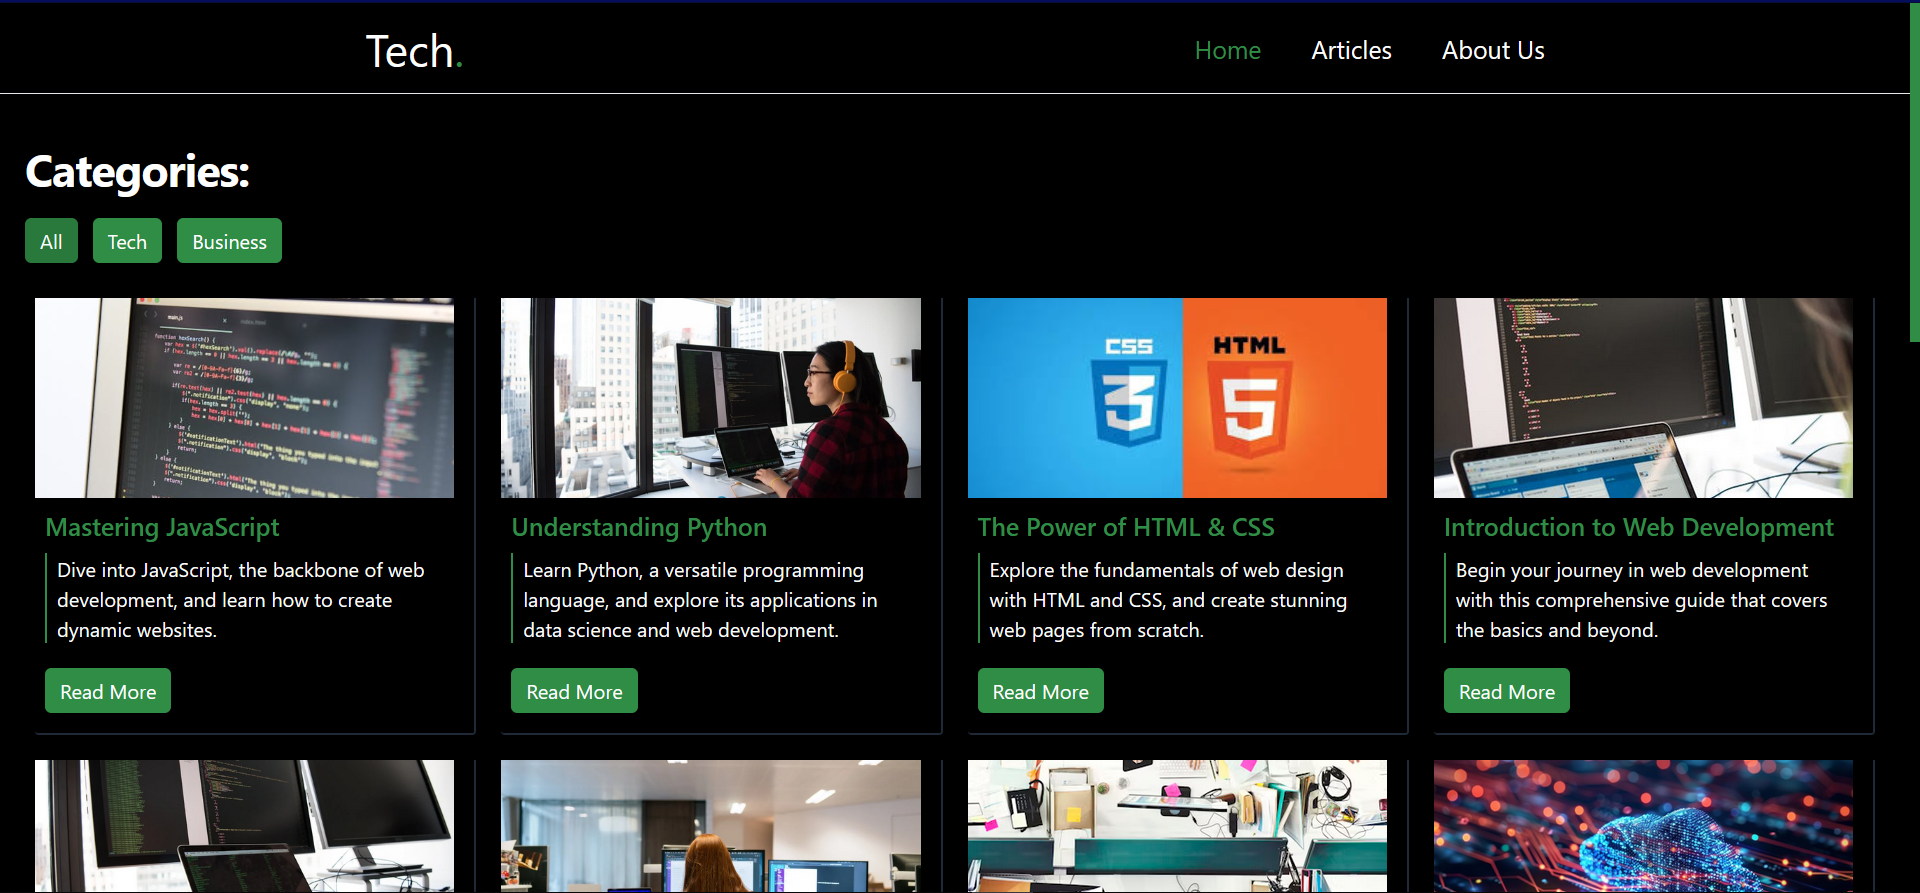 Tech.
Home
Articles
About Us
Categories:
All
Tech
Business
main.js
CSS
3
HTML
5
Mastering JavaScript
Dive into JavaScript, the backbone of web
development, and learn how to create
dynamic websites.
Read More
Understanding Python
Learn Python, a versatile programming
language, and explore its applications in
data science and web development.
Read More
The Power of HTML & CSS
Explore the fundamentals of web design
with HTML and CSS, and create stunning
web pages from scratch.
Read More
Introduction to Web Development
Begin your journey in web development
with this comprehensive guide that covers
the basics and beyond.
Read More